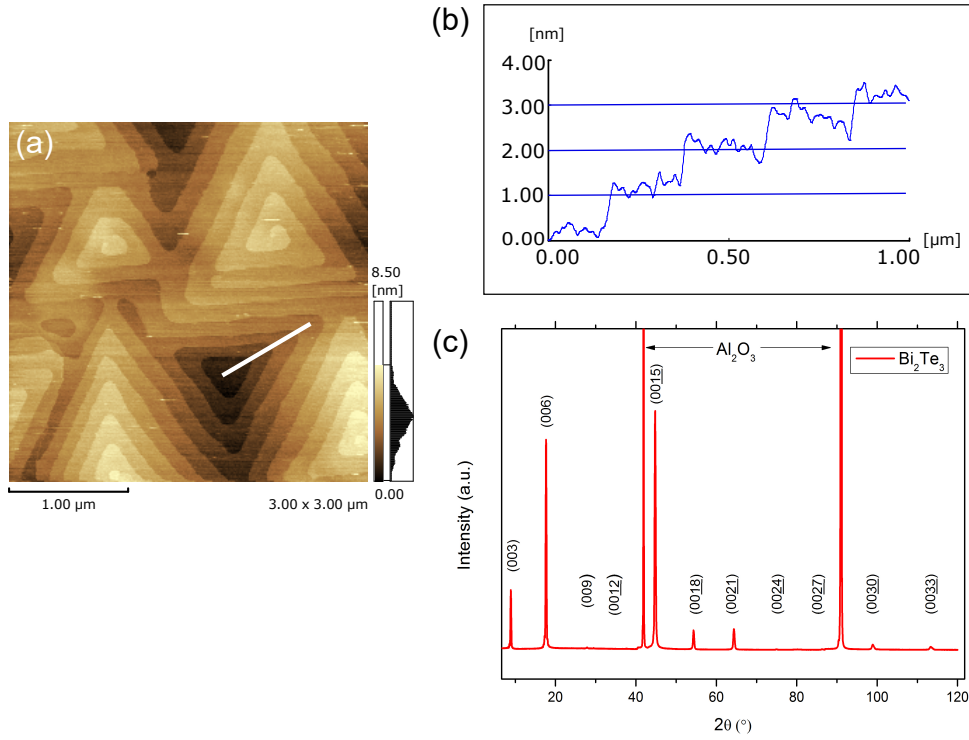 (a)
8.50
[nm]
0.00
1.00 µm
3.00 x 3.00 µm
(b)
[nm]
4.00
3.00
2.00
1.00
0.00
0.00
0.50
1.00
[µm]
(c)
Al2O3
Bi2Te3
(003)
(006)
(009)
(0012)
(0015)
(0018)
(0021)
(0024)
(0027)
(0030)
(0033)
Intensity (a.u.)
20
40
60
80
100
120
2θ (°)